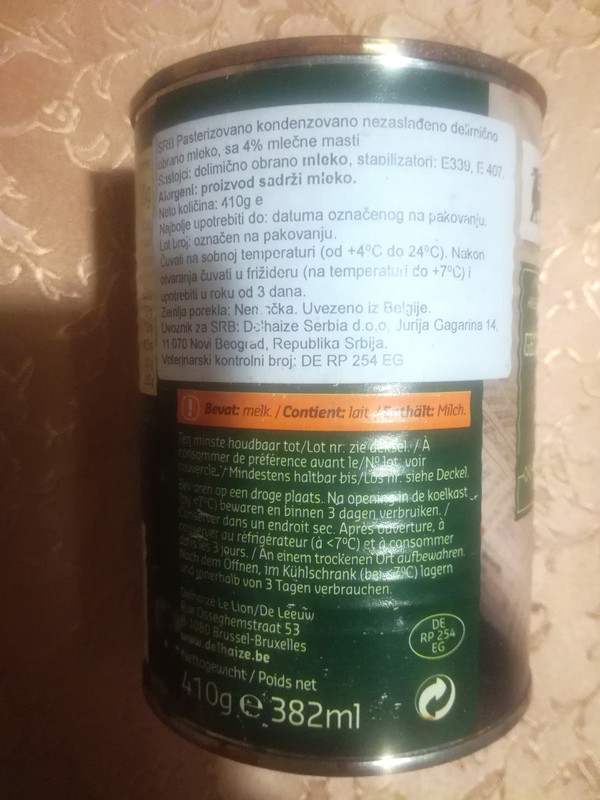 SRB Pasterizovano kondenzovano nezaslađeno delimično
obrano mleko, sa 4% mlečne masti
Sastojci: delimično obrano mleko, stabilizatori: E339, E 407.
Alergeni: proizvod sadrži mleko.
Neto količina: 410g e
Najbolje upotrebiti do: datuma označenog na pakovanju.
Lot broj: označen na pakovanju.
Čuvati na sobnoj temperaturi (od +4ºC do 24ºC). Nakon
otvaranja čuvati u frižideru (na temperaturi do +7ºC) i
upotrebiti u roku od 3 dana.
Zemlja porekla: Nemačka. Uvezeno iz Belgije.
Uvoznik za SRB: Delhaize Serbia d.o.o, Jurija Gagarina 14,
11 070 Novi Beograd, Republika Srbija.
Veterinarski kontrolni broj: DE RP 254 EG
Bevat: melk. / Contient: lait / Enthält: Milch.
Ten minste houdbaar tot/Lot nr. zie deksel. / À
consommer de préférence avant le/Nº lot: voir
couvercle. / Mindestens haltbar bis/Los nr. siehe Deckel.
Bewaren op een droge plaats. Na opening in de koelkast
(bij <7ºC) bewaren en binnen 3 dagen verbruiken. /
Conserver dans un endroit sec. Après ouverture, à
conserver au réfrigérateur (à <7ºC) et à consommer
dans les 3 jours. / An einem trockenen Ort aufbewahren.
Nach dem Öffnen, im Kühlschrank (bei <7ºC) lagern
und innerhalb von 3 Tagen verbrauchen.
Delhaize Le Lion/De Leeuw
Rue Osseghemstraat 53
B-1080 Brussel-Bruxelles
www.delhaize.be
Nettogewicht / Poids net
410g e 382ml
DE
RP 254
EG